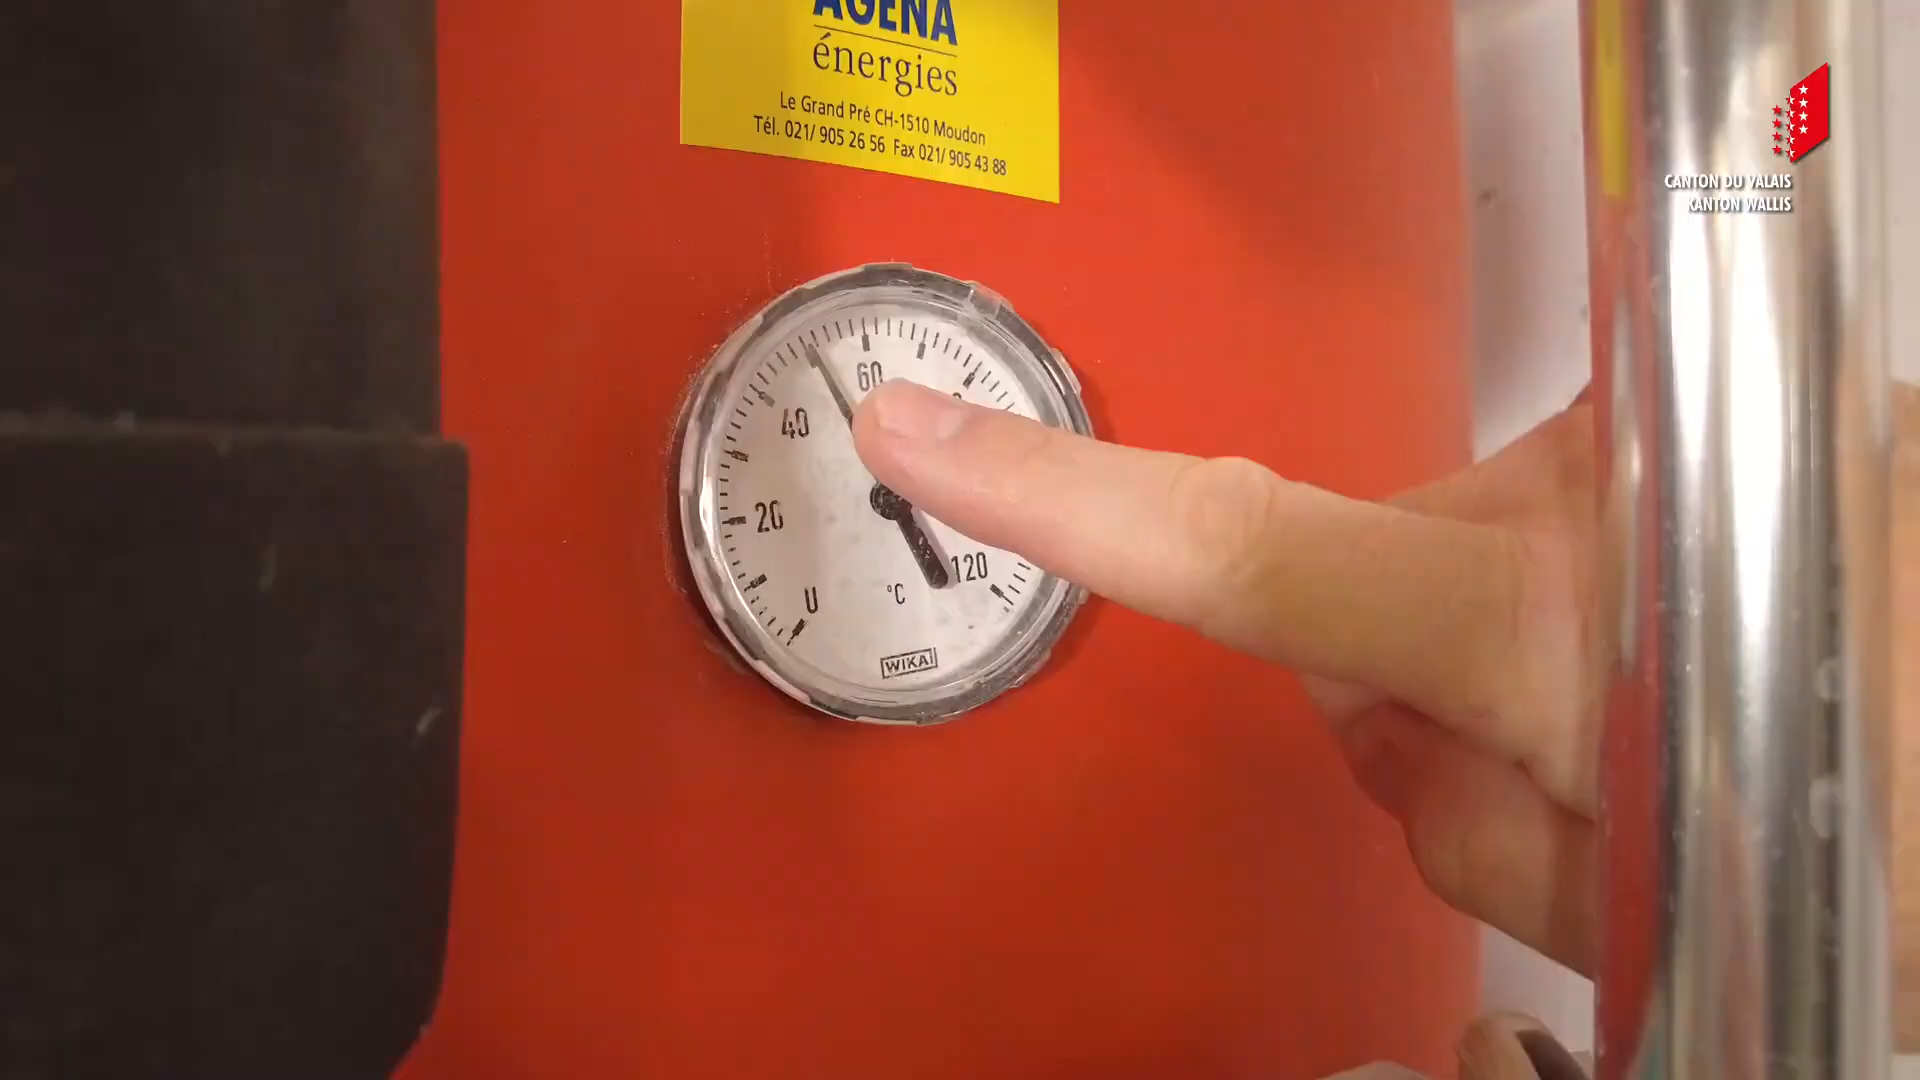 AGENA
énergies
Le Grand Pré CH-1510 Moudon
Tél. 021/ 905 26 56 Fax 021/ 905 43 88
CANTON DU VALAIS
KANTON WALLIS
60
40
20
120
°C
WIKA